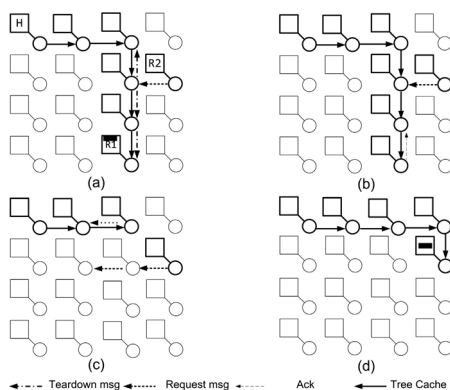 H
R2
R1
(a)
(b)
(c)
(d)
Teardown msg
Request msg
Ack
Tree Cache